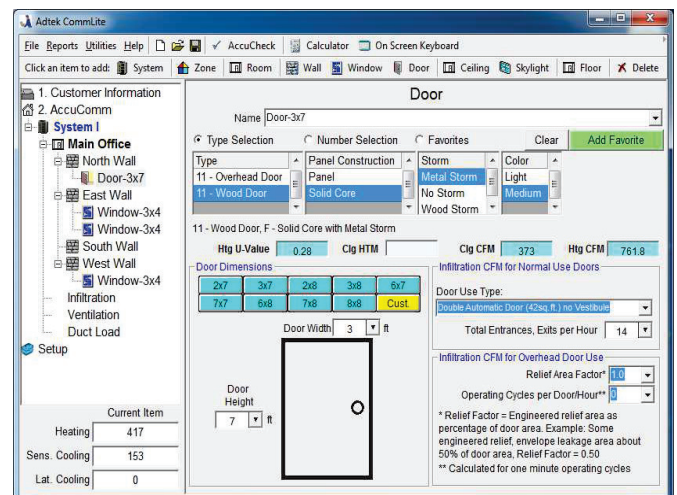 Adtek CommLite
File Reports Utilities Help AccuCheck Calculator On Screen Keyboard
Click an item to add: System Zone Room Wall Window Door Ceiling Skylight Floor Delete
1. Customer Information
2. AccuComm
System I
Main Office
North Wall
Door-3x7
East Wall
Window-3x4
Window-3x4
South Wall
West Wall
Window-3x4
Infiltration
Ventilation
Duct Load
Setup
Current Item
Heating 417
Sens. Cooling 153
Lat. Cooling 0
Door
Name Door-3x7
Type Selection Number Selection Favorites Clear Add Favorite
Type Panel Construction Storm Color
11 - Overhead Door Panel Metal Storm Light
11 - Wood Door Solid Core No Storm Medium
Wood Storm
11 - Wood Door, F - Solid Core with Metal Storm
Htg U-Value 0.28 Clg HTM Clg CFM 373 Htg CFM 761.8
Door Dimensions
2x7 3x7 2x8 3x8 6x7
7x7 6x8 7x8 8x8 Cust.
Door Width 3 ft
Door
Height
7 ft
Infiltration CFM for Normal Use Doors
Door Use Type:
Double Automatic Door (42sq. ft.) no Vestibule
Total Entrances, Exits per Hour 14
Infiltration CFM for Overhead Door Use
Relief Area Factor* 1.0
Operating Cycles per Door/Hour** 0
* Relief Factor = Engineered relief area as
percentage of door area. Example: Some
engineered relief, envelope leakage area about
50% of door area, Relief Factor = 0.50
** Calculated for one minute operating cycles